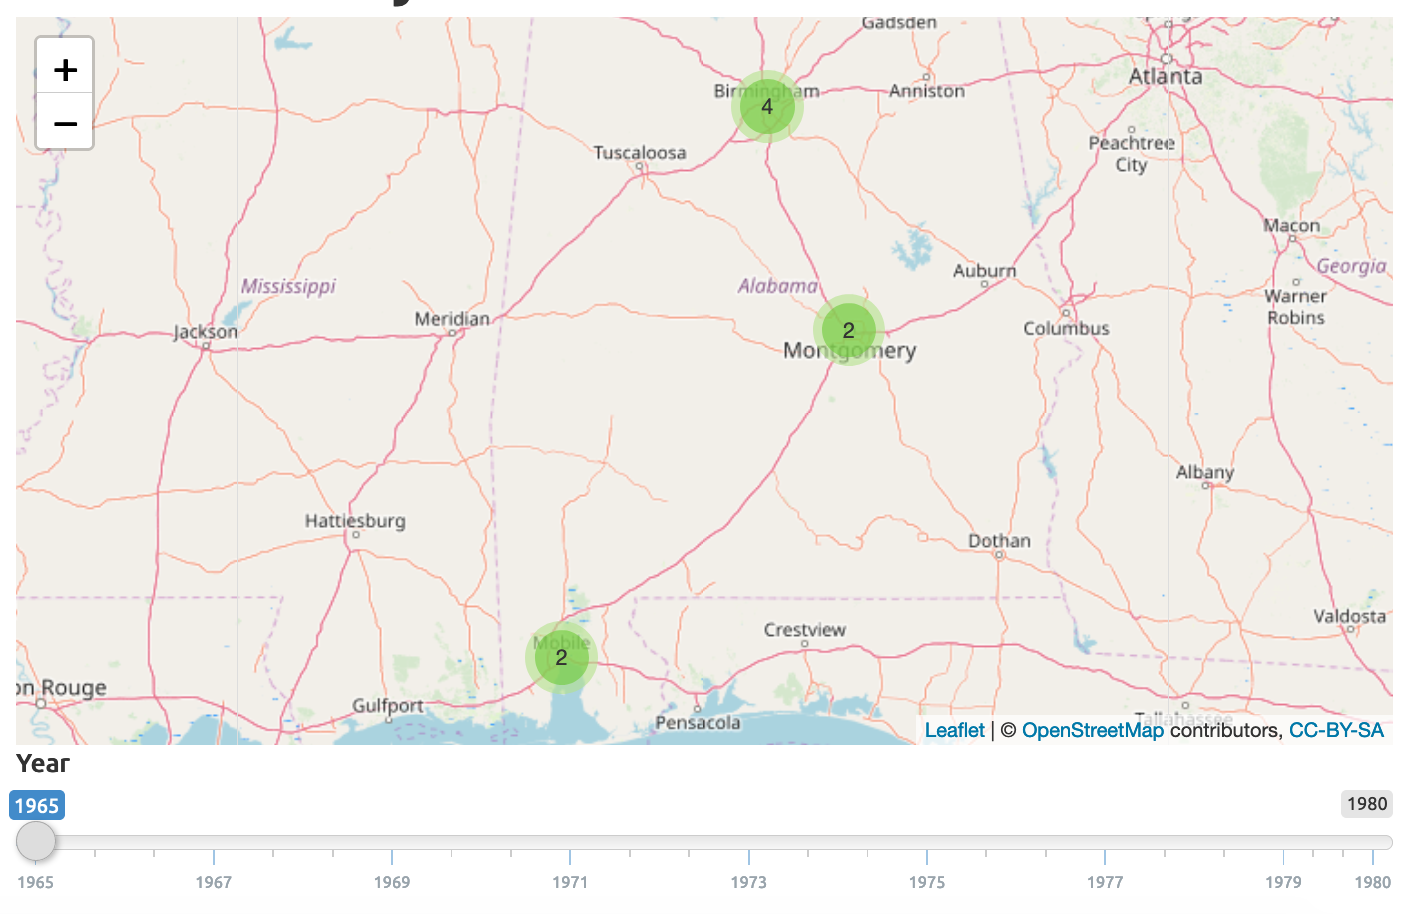 Gadsden
+
Birmingham
4
Anniston
Atlanta
−
Tuscaloosa
Peachtree
City
Macon
Auburn
Georgia
Mississippi
Alabama
Warner
Robins
Meridian
Jackson
2
Columbus
Montgomery
Albany
Hattiesburg
Dothan
Valdosta
Crestview
Mobile
2
on Rouge
Gulfport
Pensacola
Tallahassee
Leaflet | © OpenStreetMap contributors, CC-BY-SA
Year
1965
1980
1965 1967 1969 1971 1973 1975 1977 1979 1980